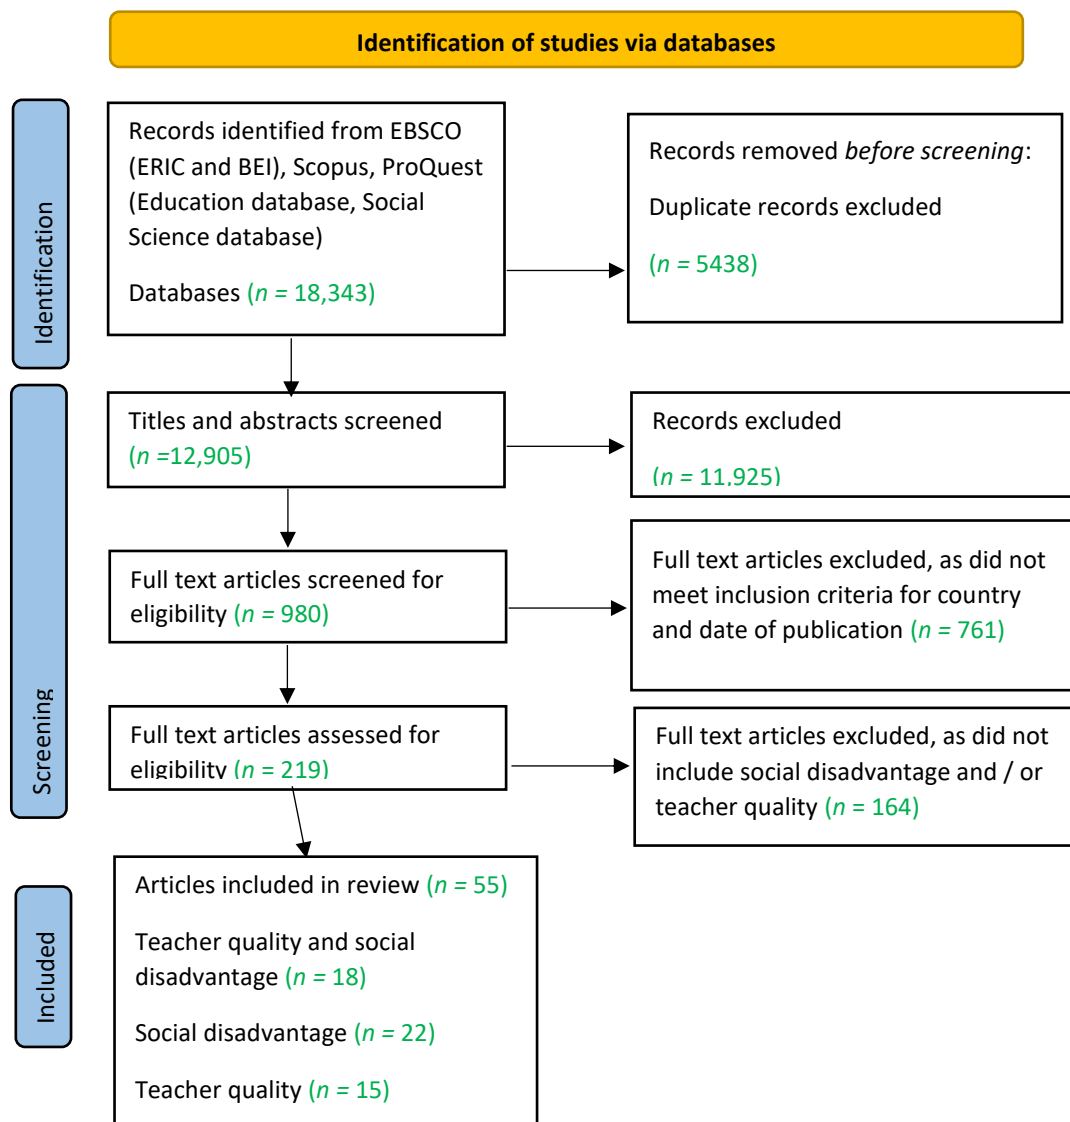 Identification of studies via databases
Identification
Records identified from EBSCO
(ERIC and BEI), Scopus, ProQuest
(Education database, Social
Science database)
Databases (n = 18,343)
Records removed before screening:
Duplicate records excluded
(n = 5438)
Screening
Titles and abstracts screened
(n =12,905)
Records excluded
(n = 11,925)
Full text articles screened for
eligibility (n = 980)
Full text articles excluded, as did not
meet inclusion criteria for country
and date of publication (n = 761)
Full text articles assessed for
eligibility (n = 219)
Full text articles excluded, as did not
include social disadvantage and / or
teacher quality (n = 164)
Included
Articles included in review (n = 55)
Teacher quality and social
disadvantage (n = 18)
Social disadvantage (n = 22)
Teacher quality (n = 15)